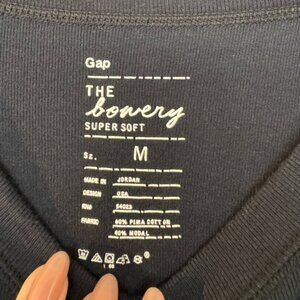 Gap
THE
bowery
SUPER SOFT
Sz. M
MADE IN JORDAN
DESIGN USA
RN# 54023
FABRIC 60% PIMA COTTON
40% MODAL